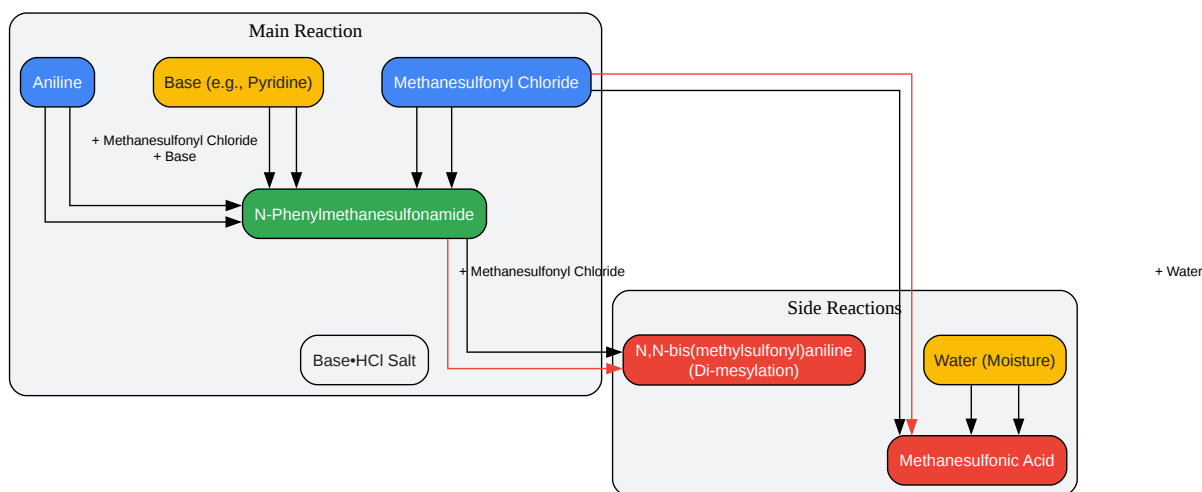 Main Reaction
Aniline
Base (e.g., Pyridine)
Methanesulfonyl Chloride
+ Methanesulfonyl Chloride
+ Base
N-Phenylmethanesulfonamide
+ Methanesulfonyl Chloride
+ Water
Side Reactions
Base•HCl Salt
N,N-bis(methylsulfonyl)aniline
(Di-mesylation)
Water (Moisture)
Methanesulfonic Acid